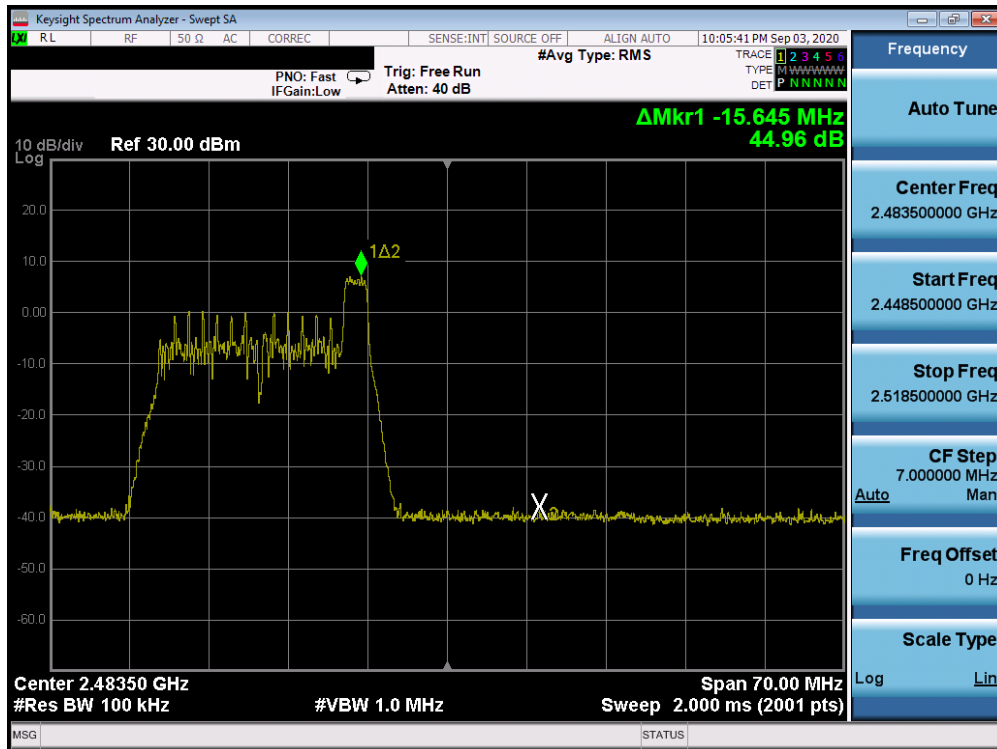 Keysight Spectrum Analyzer - Swept SA
LXI RL RF 50 Ω AC CORREC SENSE:INT SOURCE OFF ALIGN AUTO 10:05:41 PM Sep 03, 2020
#Avg Type: RMS TRACE 1 2 3 4 5 6
PNO: Fast Trig: Free Run TYPE M WWWWW
IFGain:Low Atten: 40 dB DET P N N N N N
ΔMkr1 -15.645 MHz
44.96 dB
10 dB/div Ref 30.00 dBm
Log
20.0
1Δ2
10.0
0.00
-10.0
-20.0
-30.0
-40.0
-50.0
-60.0
Center 2.48350 GHz Span 70.00 MHz
#Res BW 100 kHz #VBW 1.0 MHz Sweep 2.000 ms (2001 pts)
MSG STATUS
Frequency
Auto Tune
Center Freq
2.483500000 GHz
Start Freq
2.448500000 GHz
Stop Freq
2.518500000 GHz
CF Step
7.000000 MHz
Auto Man
Freq Offset
0 Hz
Scale Type
Log Lin